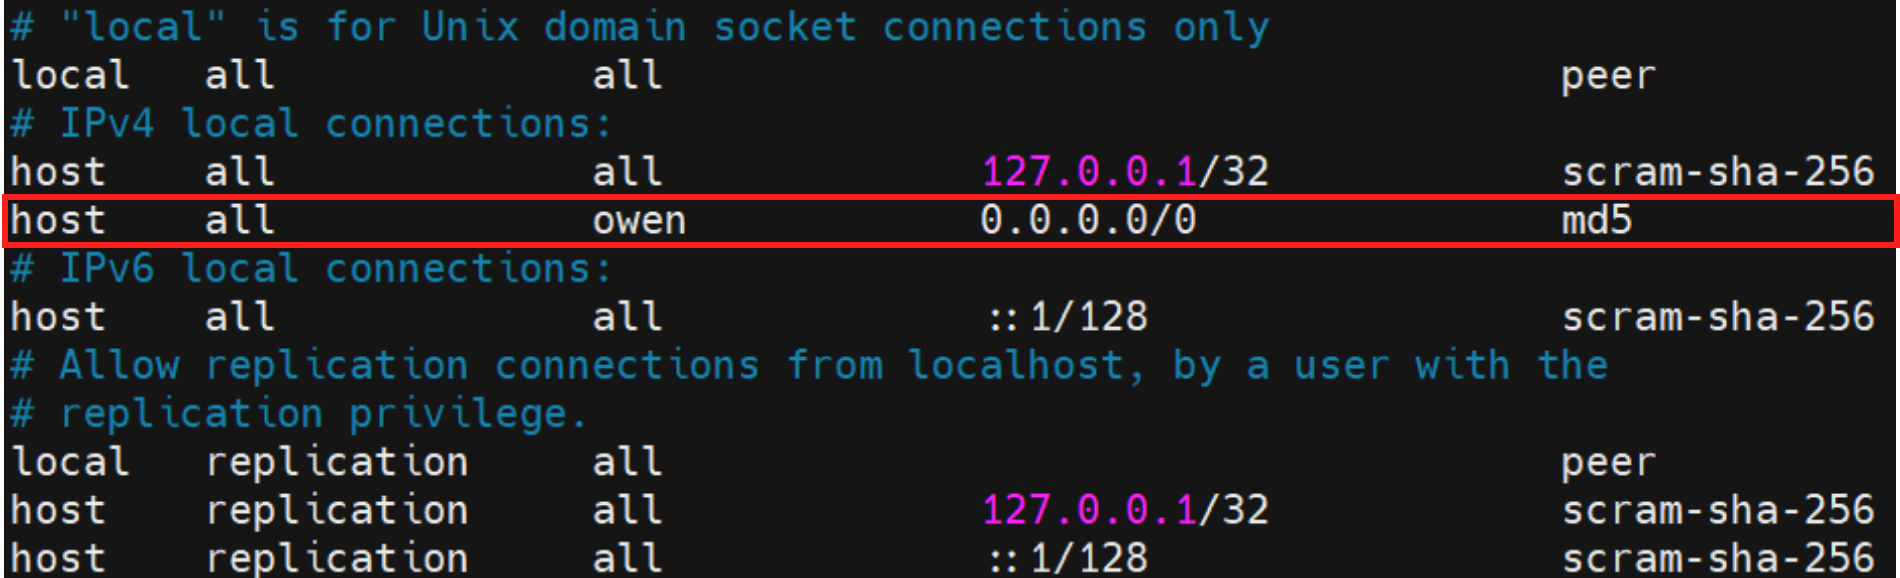 # "local" is for Unix domain socket connections only
local   all             all                                     peer
# IPv4 local connections:
host    all             all             127.0.0.1/32            scram-sha-256
host    all             owen            0.0.0.0/0               md5
# IPv6 local connections:
host    all             all             ::1/128                 scram-sha-256
# Allow replication connections from localhost, by a user with the
# replication privilege.
local   replication     all                                     peer
host    replication     all             127.0.0.1/32            scram-sha-256
host    replication     all             ::1/128                 scram-sha-256